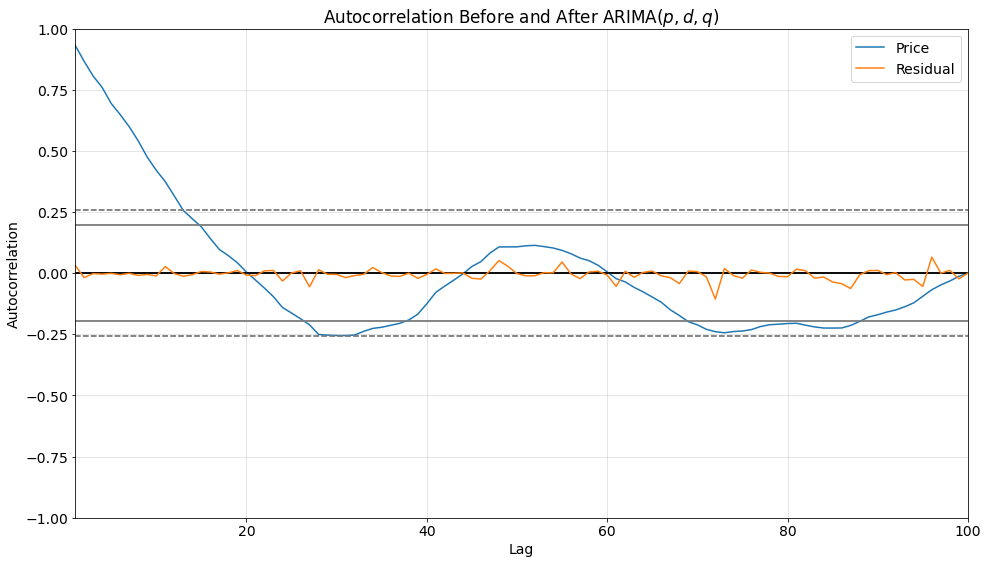 Autocorrelation Before and After ARIMA(p, d, q)
Price
Residual
1.00
0.75
0.50
0.25
0.00
−0.25
−0.50
−0.75
−1.00
Autocorrelation
20
40
60
80
100
Lag